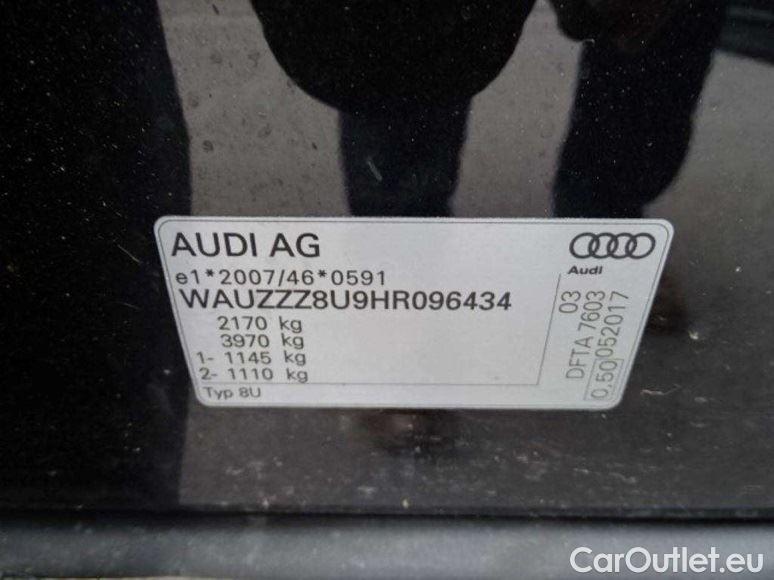 AUDI AG
Audi
e1*2007/46*0591
WAUZZZ8U9HR096434
2170 kg
3970 kg
1- 1145 kg
2- 1110 kg
Typ 8U
03
DFTA 7603
0,50 052017
CarOutlet.eu